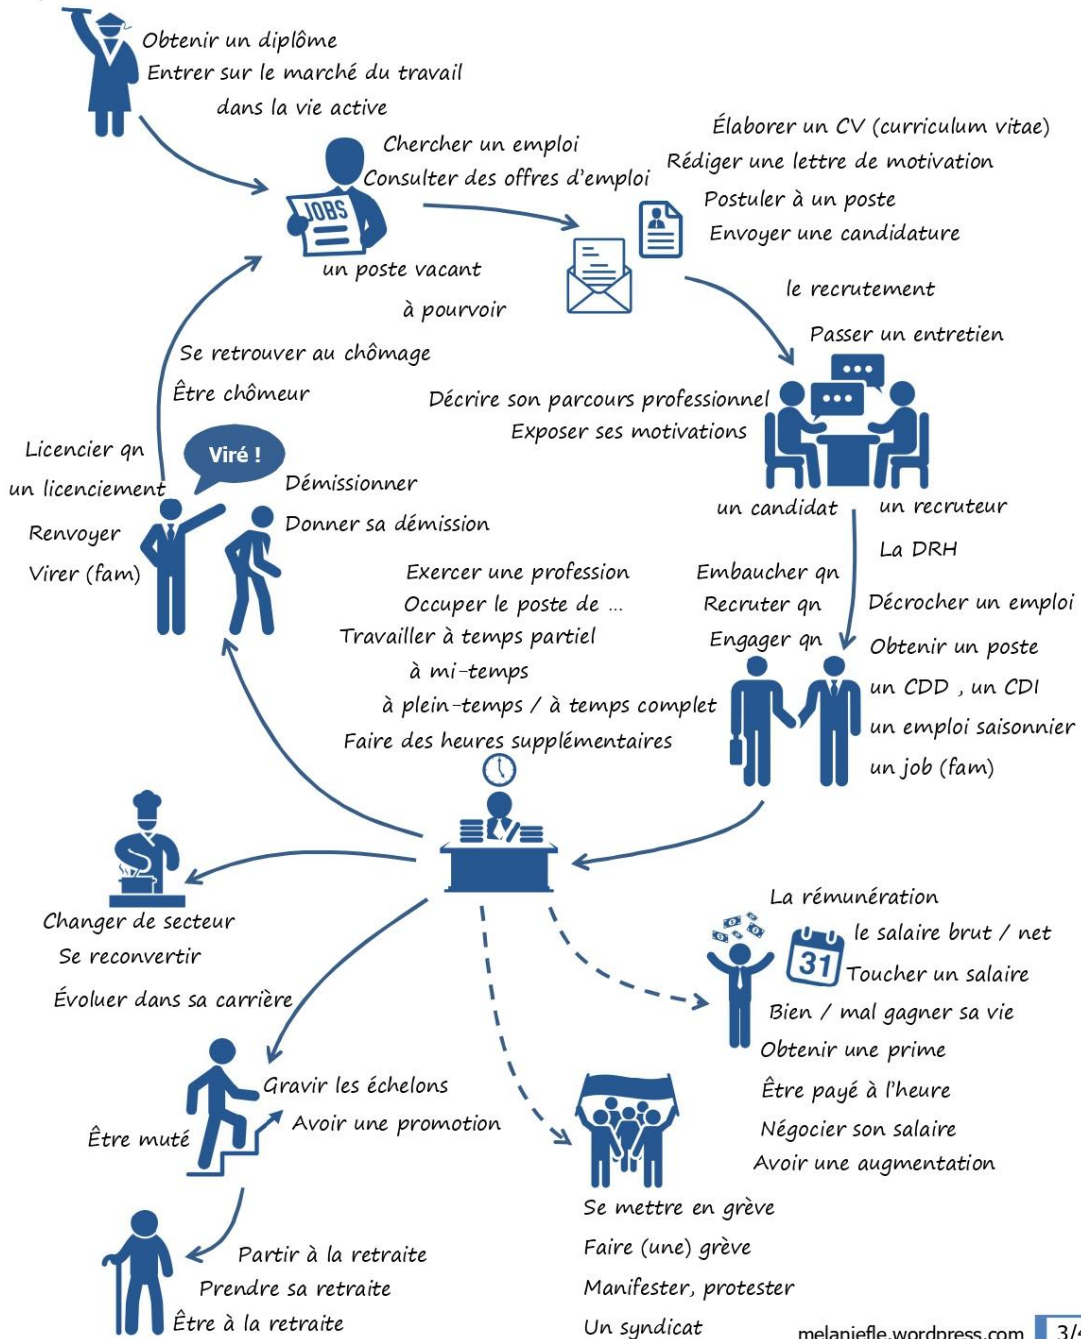 Obtenir un diplôme
Entrer sur le marché du travail
dans la vie active
Chercher un emploi
Consulter des offres d'emploi
JOBS
un poste vacant
à pourvoir
Élaborer un CV (curriculum vitae)
Rédiger une lettre de motivation
Postuler à un poste
Envoyer une candidature
le recrutement
Passer un entretien
Décrire son parcours professionnel
Exposer ses motivations
un candidat
un recruteur
La DRH
Embaucher qn
Recruter qn
Engager qn
Décrocher un emploi
Obtenir un poste
un CDD , un CDI
un emploi saisonnier
un job (fam)
Se retrouver au chômage
Être chômeur
Licencier qn
un licenciement
Renvoyer
Virer (fam)
Viré !
Démissionner
Donner sa démission
Exercer une profession
Occuper le poste de ...
Travailler à temps partiel
à mi-temps
à plein-temps / à temps complet
Faire des heures supplémentaires
Changer de secteur
Se reconvertir
Évoluer dans sa carrière
Gravir les échelons
Avoir une promotion
Être muté
Partir à la retraite
Prendre sa retraite
Être à la retraite
La rémunération
le salaire brut / net
31
Toucher un salaire
Bien / mal gagner sa vie
Obtenir une prime
Être payé à l'heure
Négocier son salaire
Avoir une augmentation
Se mettre en grève
Faire (une) grève
Manifester, protester
Un syndicat
melaniefle.wordpress.com